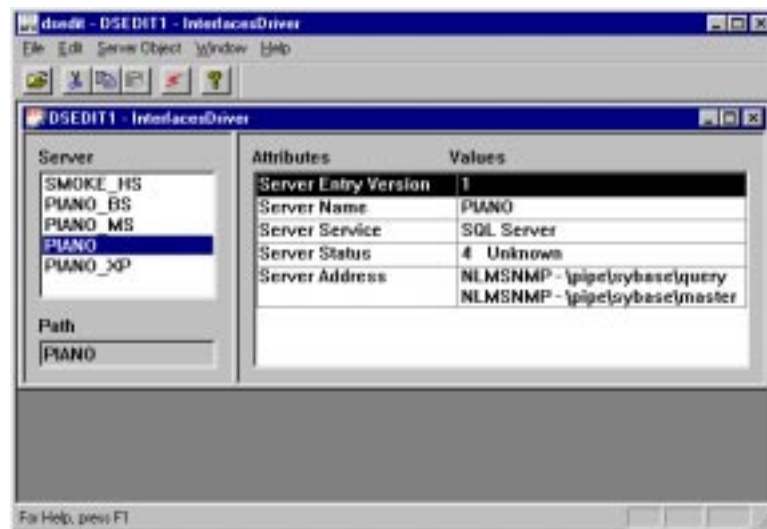 dsedit - DSEDIT1 - InterfacesDriver
File Edit Server Object Window Help
DSEDIT1 - InterfacesDriver
Server
SMOKE_HS
PIANO_BS
PIANO_MS
PIANO
PIANO_XP
Path
PIANO
Attributes Values
Server Entry Version 1
Server Name PIANO
Server Service SQL Server
Server Status 4 Unknown
Server Address NLMSNMP - \pipe\sybase\query
NLMSNMP - \pipe\sybase\master
For Help, press F1